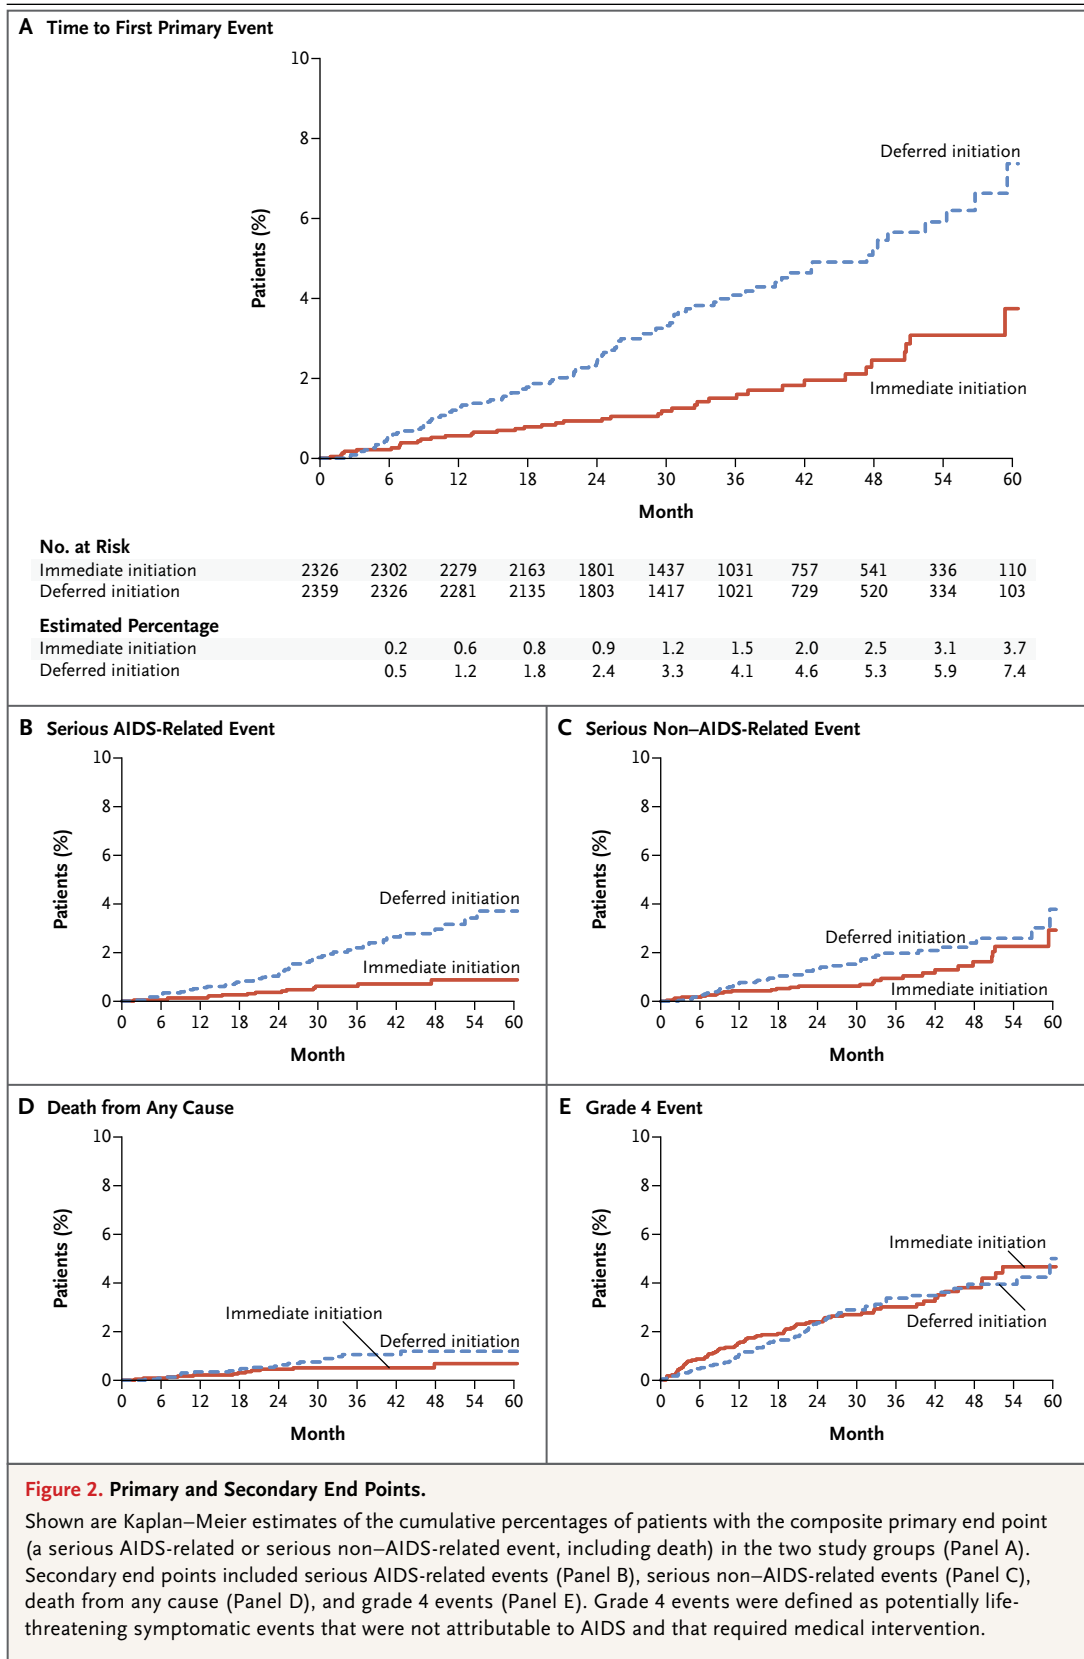 A Time to First Primary Event
10
8
6
4
2
0
Patients (%)
Deferred initiation
Immediate initiation
0 6 12 18 24 30 36 42 48 54 60
Month
No. at Risk
Immediate initiation 2326 2302 2279 2163 1801 1437 1031 757 541 336 110
Deferred initiation 2359 2326 2281 2135 1803 1417 1021 729 520 334 103
Estimated Percentage
Immediate initiation 0.2 0.6 0.8 0.9 1.2 1.5 2.0 2.5 3.1 3.7
Deferred initiation 0.5 1.2 1.8 2.4 3.3 4.1 4.6 5.3 5.9 7.4
B Serious AIDS-Related Event
10
8
6
4
2
0
Patients (%)
Deferred initiation
Immediate initiation
0 6 12 18 24 30 36 42 48 54 60
Month
C Serious Non–AIDS-Related Event
10
8
6
4
2
0
Patients (%)
Deferred initiation
Immediate initiation
0 6 12 18 24 30 36 42 48 54 60
Month
D Death from Any Cause
10
8
6
4
2
0
Patients (%)
Immediate initiation
Deferred initiation
0 6 12 18 24 30 36 42 48 54 60
Month
E Grade 4 Event
10
8
6
4
2
0
Patients (%)
Immediate initiation
Deferred initiation
0 6 12 18 24 30 36 42 48 54 60
Month
Figure 2. Primary and Secondary End Points.
Shown are Kaplan–Meier estimates of the cumulative percentages of patients with the composite primary end point
(a serious AIDS-related or serious non–AIDS-related event, including death) in the two study groups (Panel A).
Secondary end points included serious AIDS-related events (Panel B), serious non–AIDS-related events (Panel C),
death from any cause (Panel D), and grade 4 events (Panel E). Grade 4 events were defined as potentially life-
threatening symptomatic events that were not attributable to AIDS and that required medical intervention.